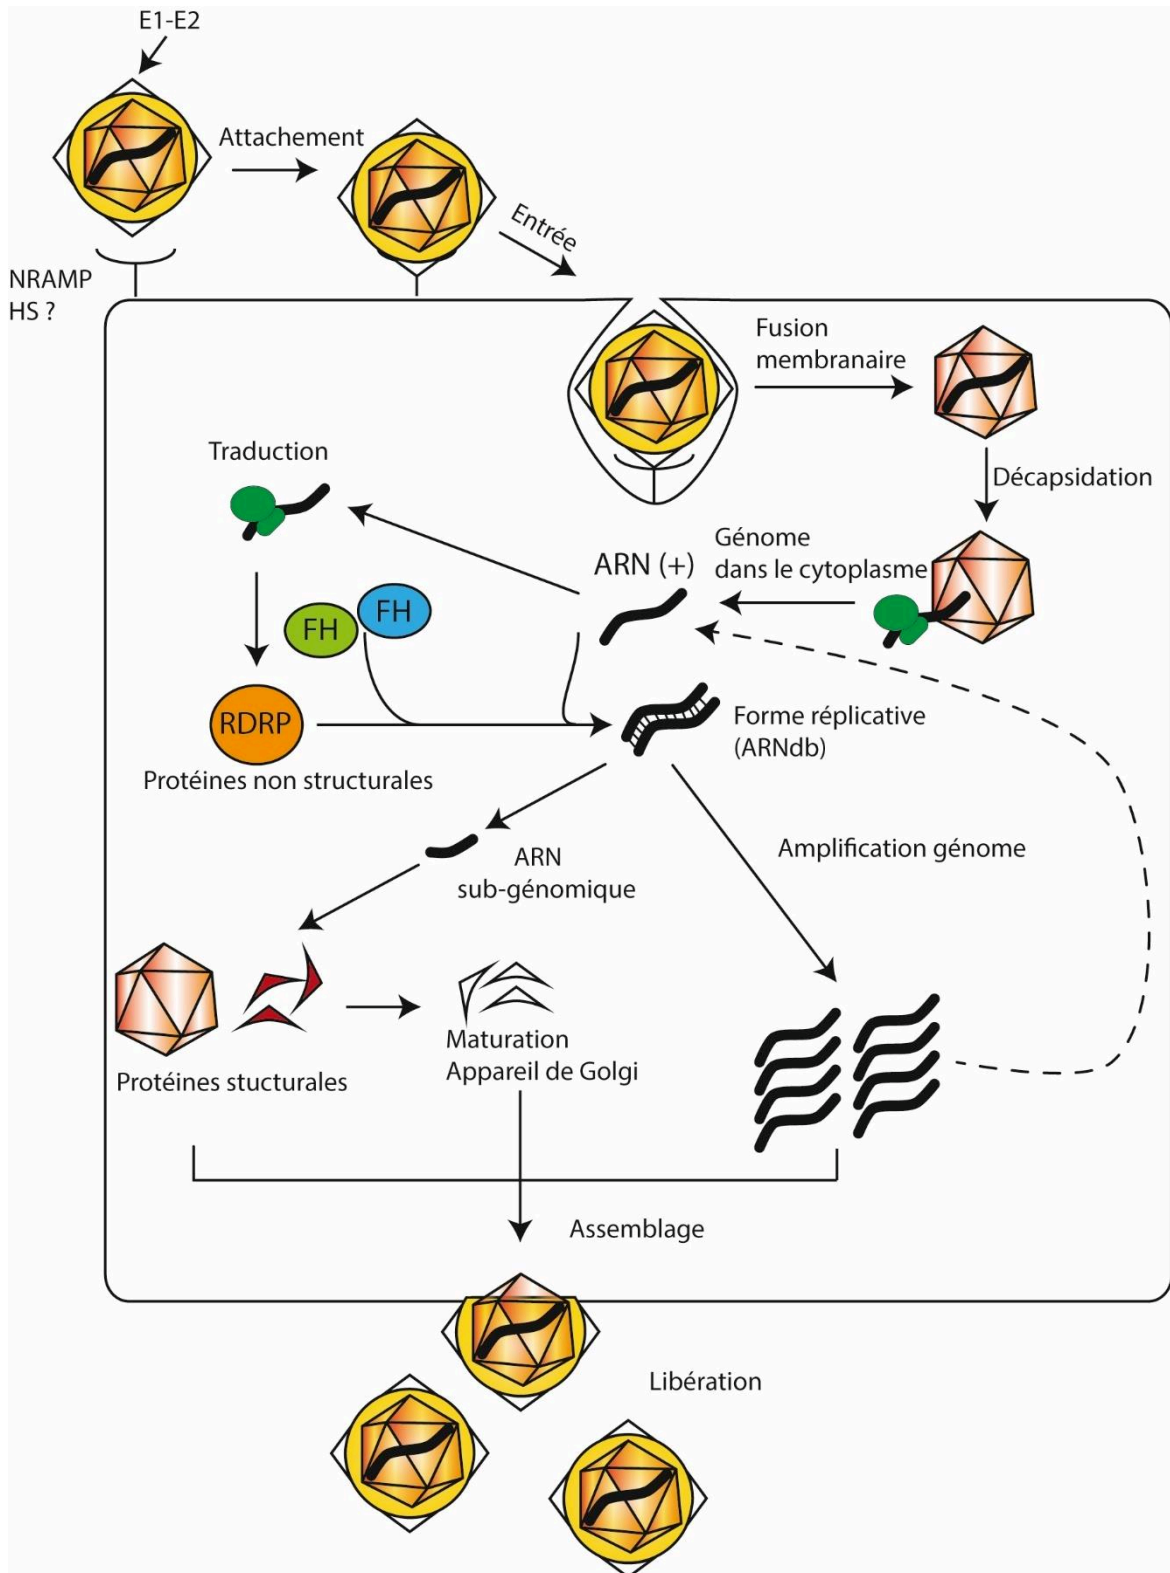 E1-E2
Attachement
Entrée
NRAMP
HS ?
Fusion
membranaire
Décapsidation
Traduction
Génome
dans le cytoplasme
ARN (+)
FH
FH
RDRP
Protéines non structurales
Forme réplicative
(ARNdb)
ARN
sub-génomique
Amplification génome
Maturation
Appareil de Golgi
Protéines stucturales
Assemblage
Libération